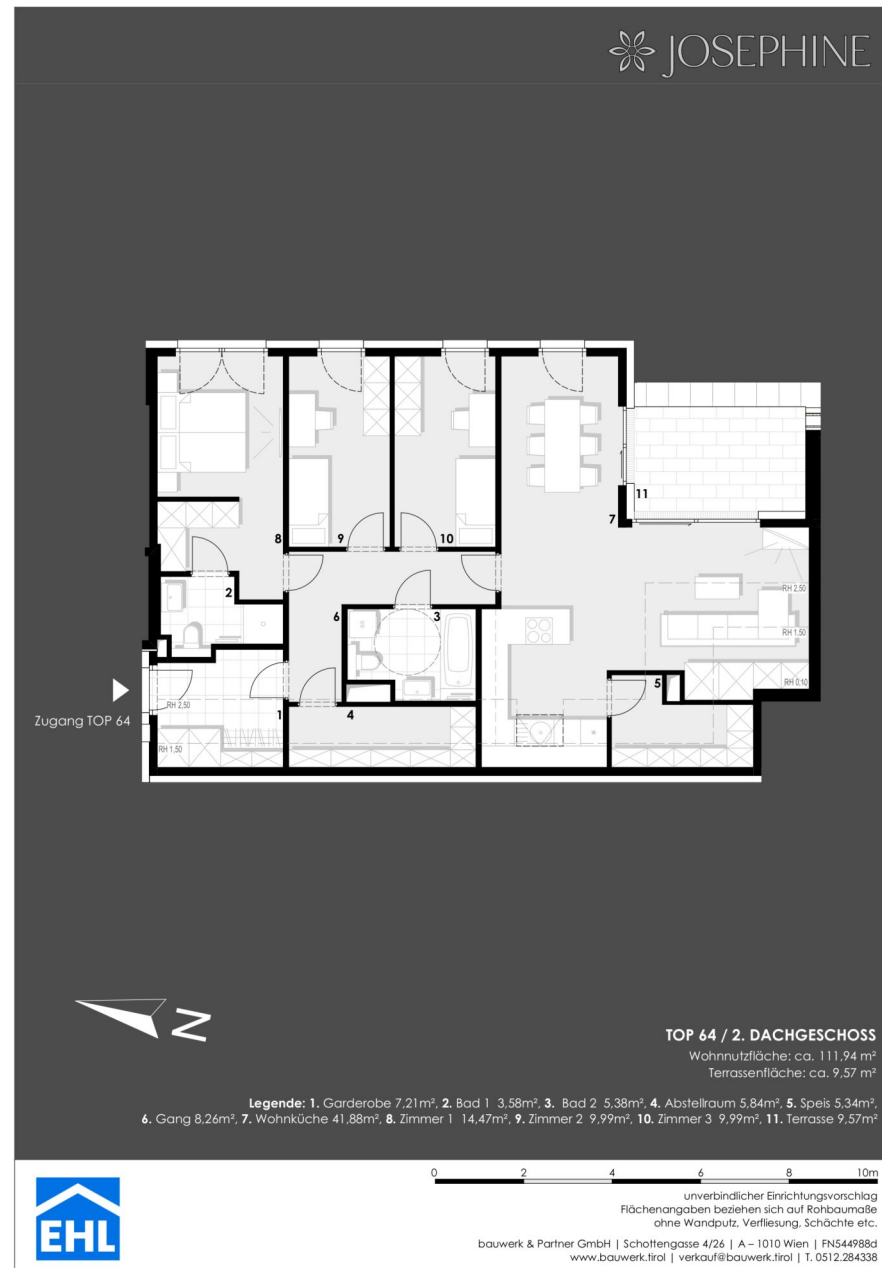 JOSEPHINE
8
9
10
11
7
2
RH 2,50
6
3
RH 1,50
5
RH 0,10
Zugang TOP 64
RH 2,50
1
4
RH 1,50
N
TOP 64 / 2. DACHGESCHOSS
Wohnnutzfläche: ca. 111,94 m²
Terrassenfläche: ca. 9,57 m²
Legende: 1. Garderobe 7,21m², 2. Bad 1 3,58m², 3. Bad 2 5,38m², 4. Abstellraum 5,84m², 5. Speis 5,34m²,
6. Gang 8,26m², 7. Wohnküche 41,88m², 8. Zimmer 1 14,47m², 9. Zimmer 2 9,99m², 10. Zimmer 3 9,99m², 11. Terrasse 9,57m²
0 2 4 6 8 10m
EHL
unverbindlicher Einrichtungsvorschlag
Flächenangaben beziehen sich auf Rohbaumaße
ohne Wandputz, Verfliesung, Schächte etc.
bauwerk & Partner GmbH | Schottengasse 4/26 | A – 1010 Wien | FN544988d
www.bauwerk.tirol | verkauf@bauwerk.tirol | T. 0512.284338